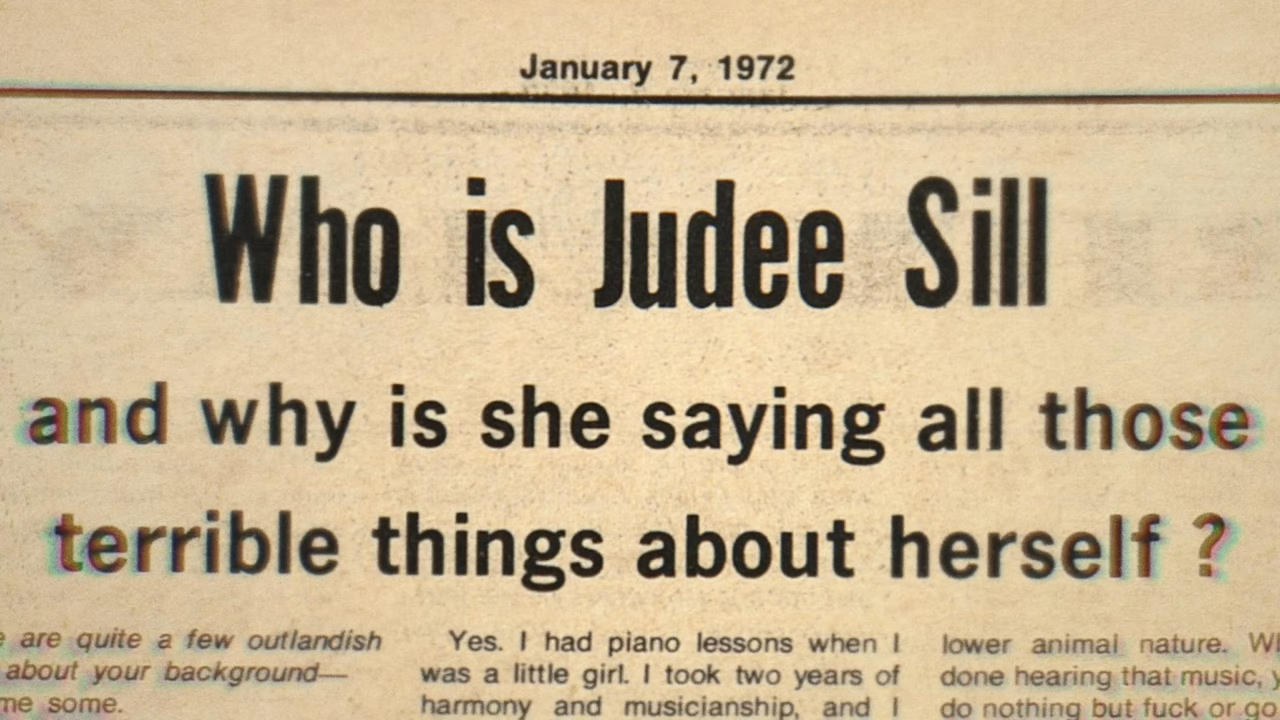 January 7, 1972
Who is Judee Sill
and why is she saying all those
terrible things about herself ?
are quite a few outlandish
about your background—
me some.
Yes. I had piano lessons when I
was a little girl. I took two years of
harmony and musicianship, and I
lower animal nature.
done hearing that music,
do nothing but fuck or go